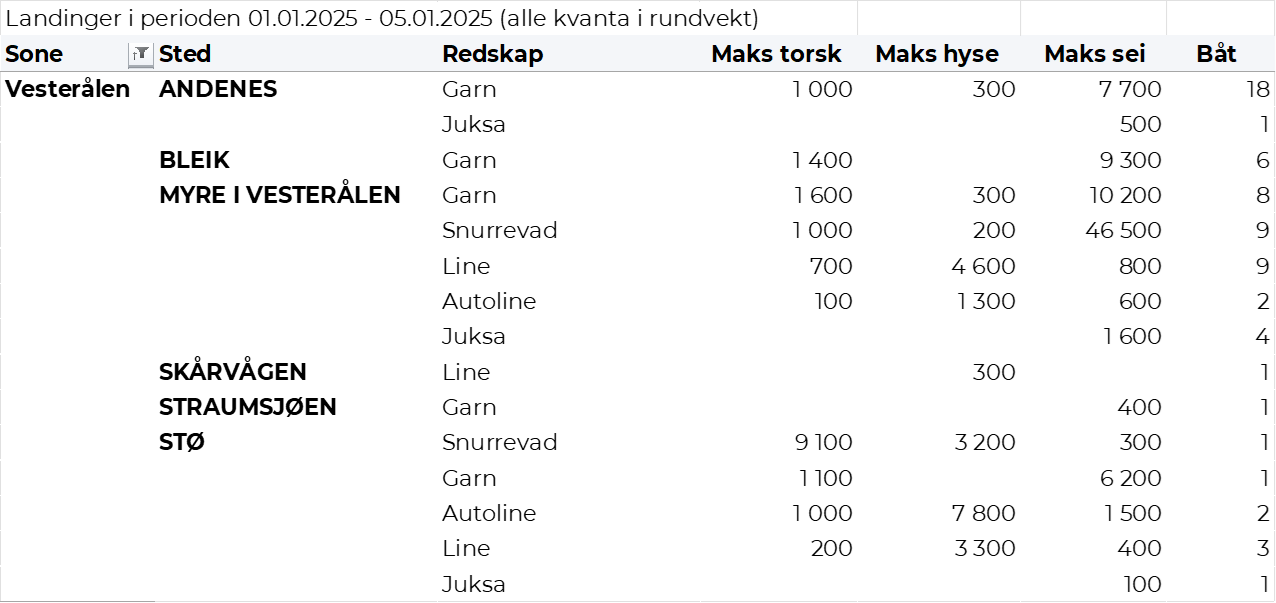 Landinger i perioden 01.01.2025 - 05.01.2025 (alle kvanta i rundvekt)
Sone Sted Redskap Maks torsk Maks hyse Maks sei Båt
Vesterålen ANDENES Garn 1 000 300 7 700 18
Juksa 500 1
BLEIK Garn 1 400 9 300 6
MYRE I VESTERÅLEN Garn 1 600 300 10 200 8
Snurrevad 1 000 200 46 500 9
Line 700 4 600 800 9
Autoline 100 1 300 600 2
Juksa 1 600 4
SKÅRVÅGEN Line 300 1
STRAUMSJØEN Garn 400 1
STØ Snurrevad 9 100 3 200 300 1
Garn 1 100 6 200 1
Autoline 1 000 7 800 1 500 2
Line 200 3 300 400 3
Juksa 100 1